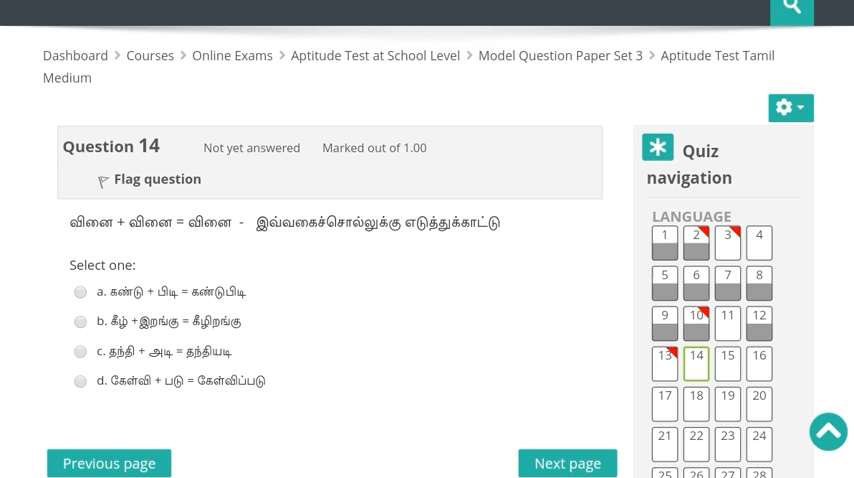 Dashboard > Courses > Online Exams > Aptitude Test at School Level > Model Question Paper Set 3 > Aptitude Test Tamil
Medium
Question 14 Not yet answered Marked out of 1.00
Flag question
வினை + வினை = வினை - இவ்வகைச்சொல்லுக்கு எடுத்துக்காட்டு
Select one:
a. கண்டு + பிடி = கண்டுபிடி
b. கீழ் +இறங்கு = கீழிறங்கு
c. தந்தி + அடி = தந்தியடி
d. கேள்வி + படு = கேள்விப்படு
Previous page Next page
Quiz
navigation
LANGUAGE
1 2 3 4
5 6 7 8
9 10 11 12
13 14 15 16
17 18 19 20
21 22 23 24
25 26 27 28